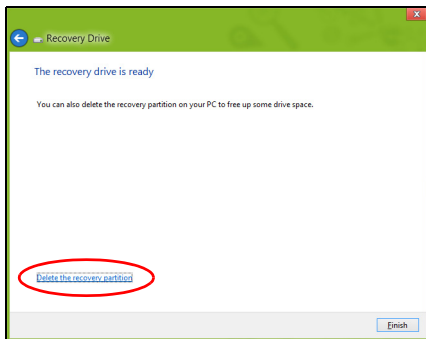 Recovery Drive
The recovery drive is ready
You can also delete the recovery partition on your PC to free up some drive space.
Delete the recovery partition
Finish